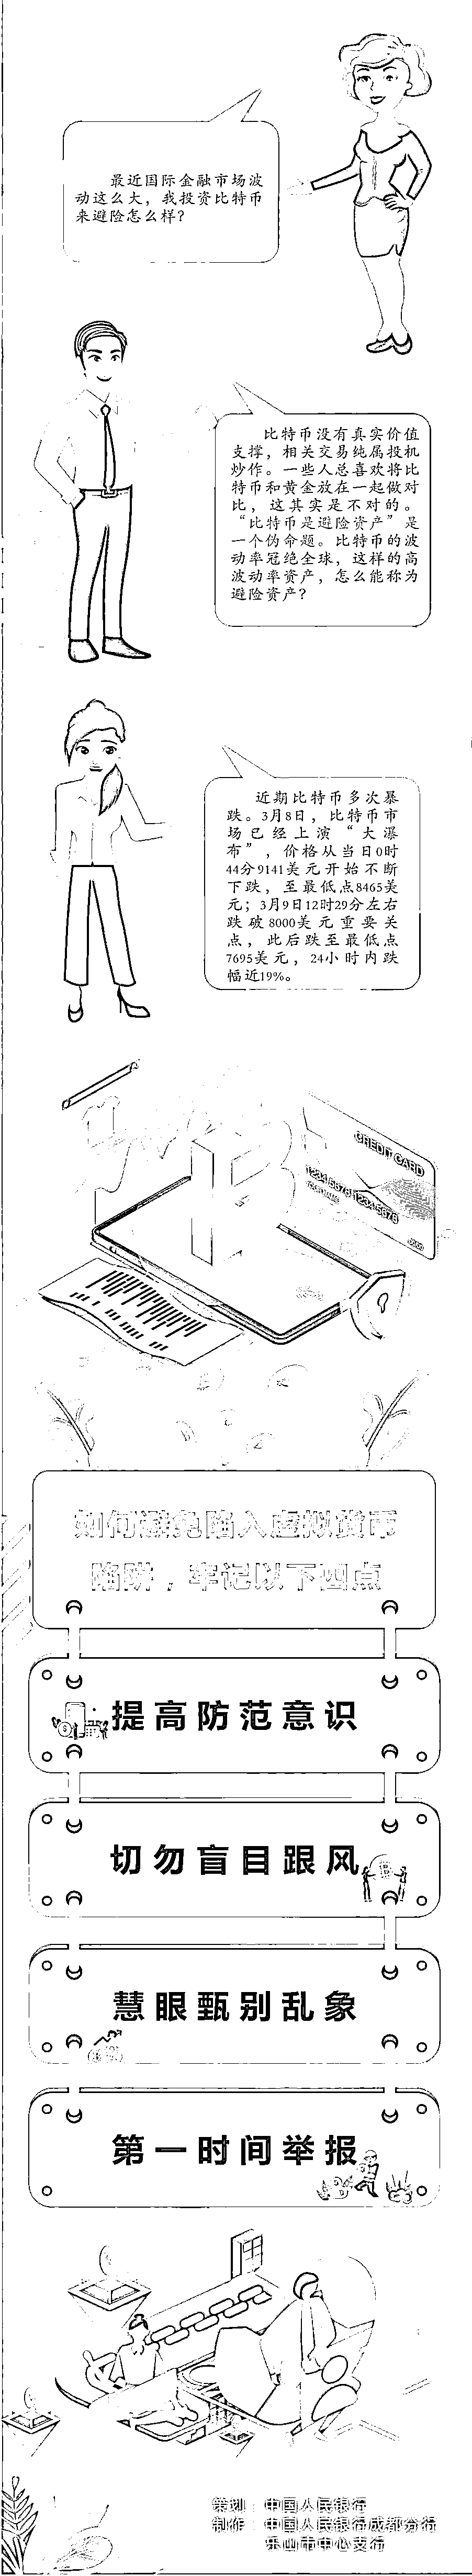 最近国际金融市场波
动这么大，我投资比特币
来避险怎么样？
比特币没有真实价值
支撑，相关交易纯属投机
炒作。一些人总喜欢将比
特币和黄金放在一起做对
比，这其实是不对的。
“比特币是避险资产”是
一个伪命题。比特币的波
动率冠绝全球，这样的高
波动率资产，怎么能称为
避险资产？
近期比特币多次暴
跌。3月8日，比特币市
场已经上演“大瀑
布”，价格从当日0时
44分9141美元开始不断
下跌，至最低点8465美
元；3月9日12时29分左右
跌破8000美元重要关
点，此后跌至最低点
7695美元，24小时内跌
幅近19%。
CREDIT CARD
1234 5678 1234 5678
如何避免陷入虚拟货币
陷阱，牢记以下四点
提高防范意识
切勿盲目跟风
慧眼甄别乱象
第一时间举报
策划：中国人民银行
制作：中国人民银行成都分行
乐山市中心支行